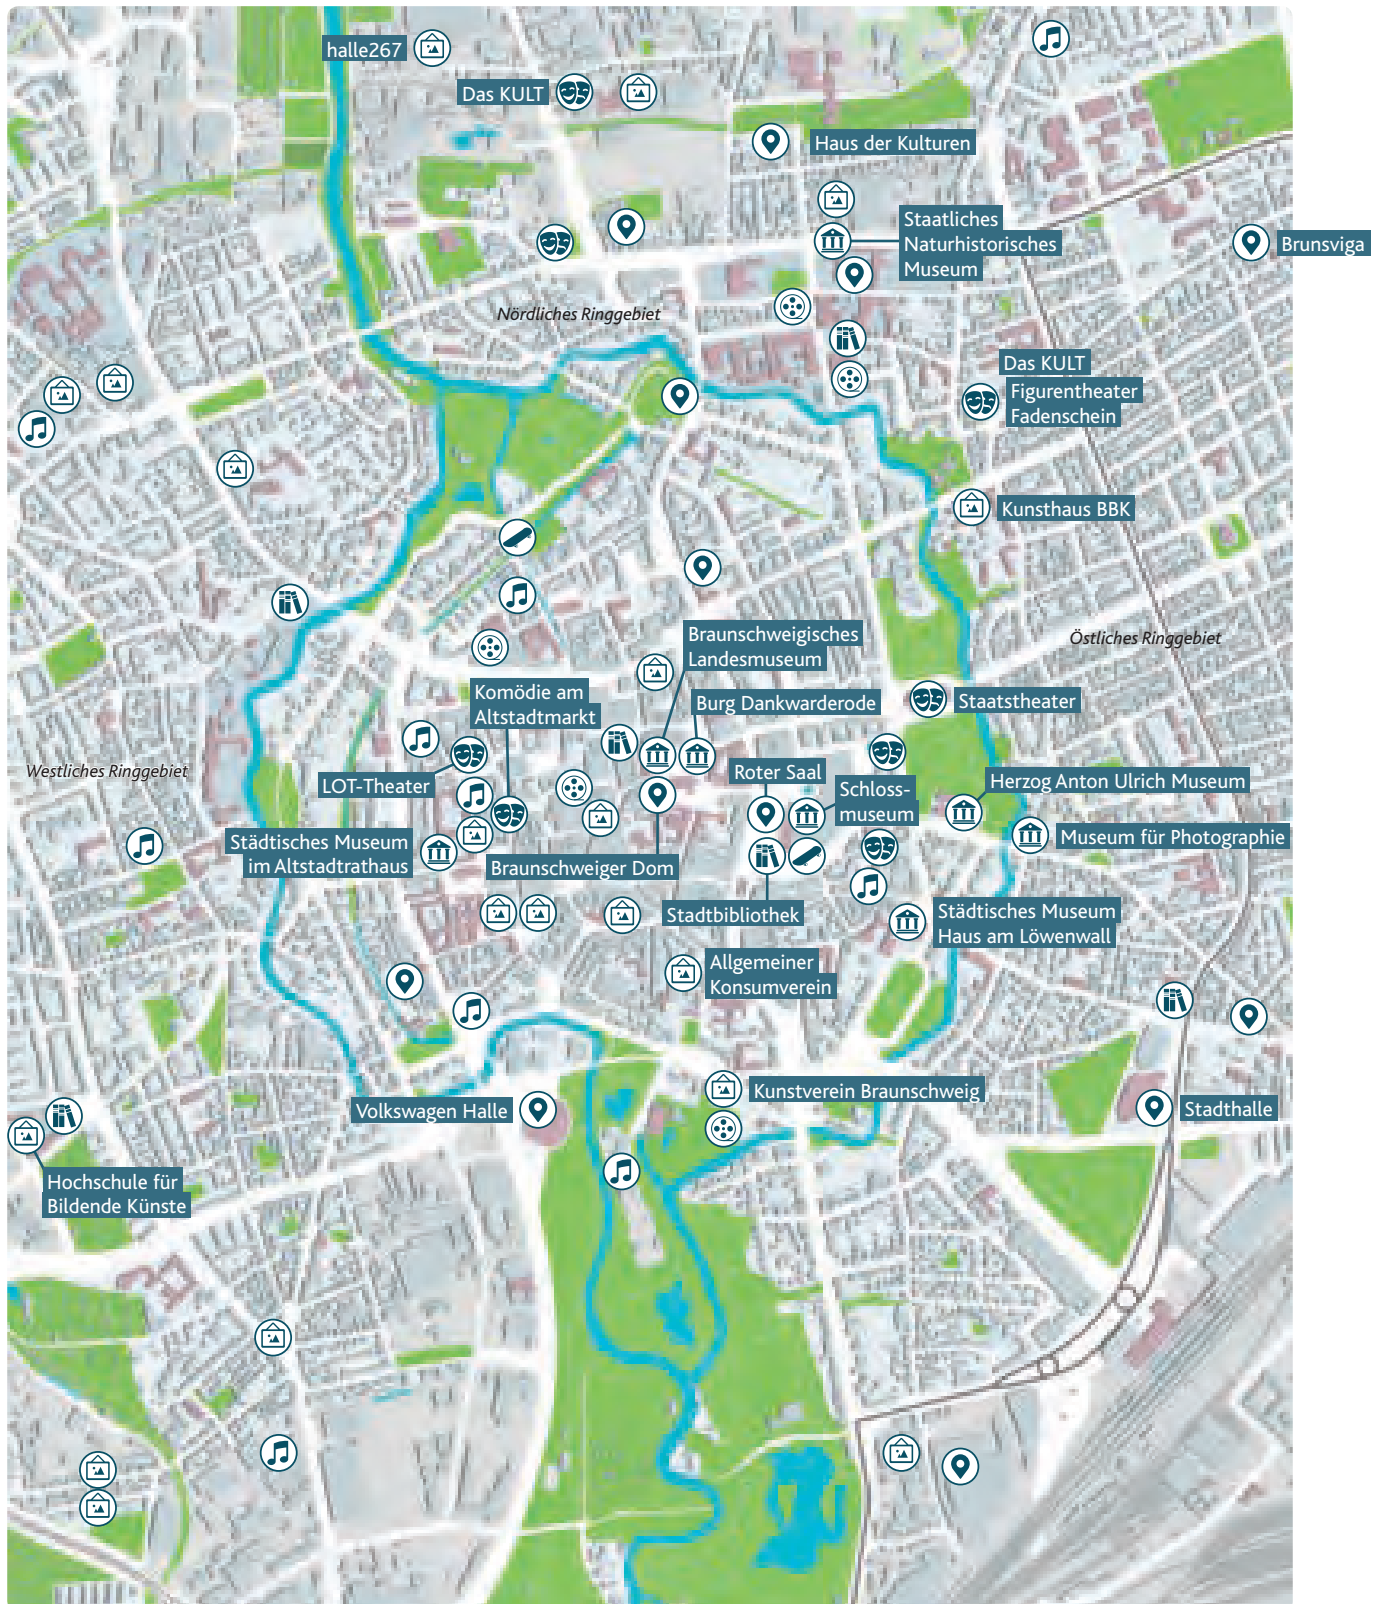 halle267
Das KULT
Haus der Kulturen
Staatliches
Naturhistorisches
Museum
Brunsviga
Nördliches Ringgebiet
Das KULT
Figurentheater
Fadenschein
Kunsthaus BBK
Braunschweigisches
Landesmuseum
Östliches Ringgebiet
Komödie am
Altstadtmarkt
Burg Dankwarderode
Staatstheater
Westliches Ringgebiet
LOT-Theater
Roter Saal
Schloss-
museum
Herzog Anton Ulrich Museum
Städtisches Museum
im Altstadtrathaus
Museum für Photographie
Braunschweiger Dom
Stadtbibliothek
Städtisches Museum
Haus am Löwenwall
Allgemeiner
Konsumverein
Kunstverein Braunschweig
Volkswagen Halle
Stadthalle
Hochschule für
Bildende Künste